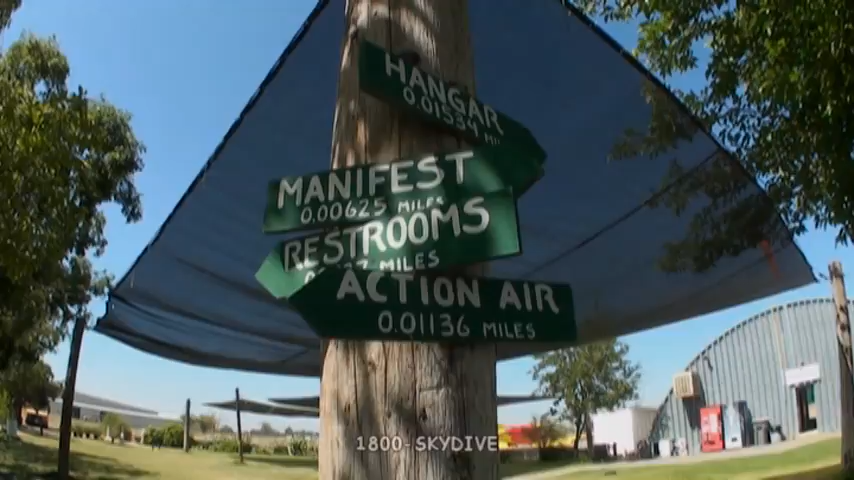 HANGAR
0.01534 MI
MANIFEST
0.00625 MILES
RESTROOMS
MILES
ACTION AIR
0.01136 MILES
1800-SKYDIVE